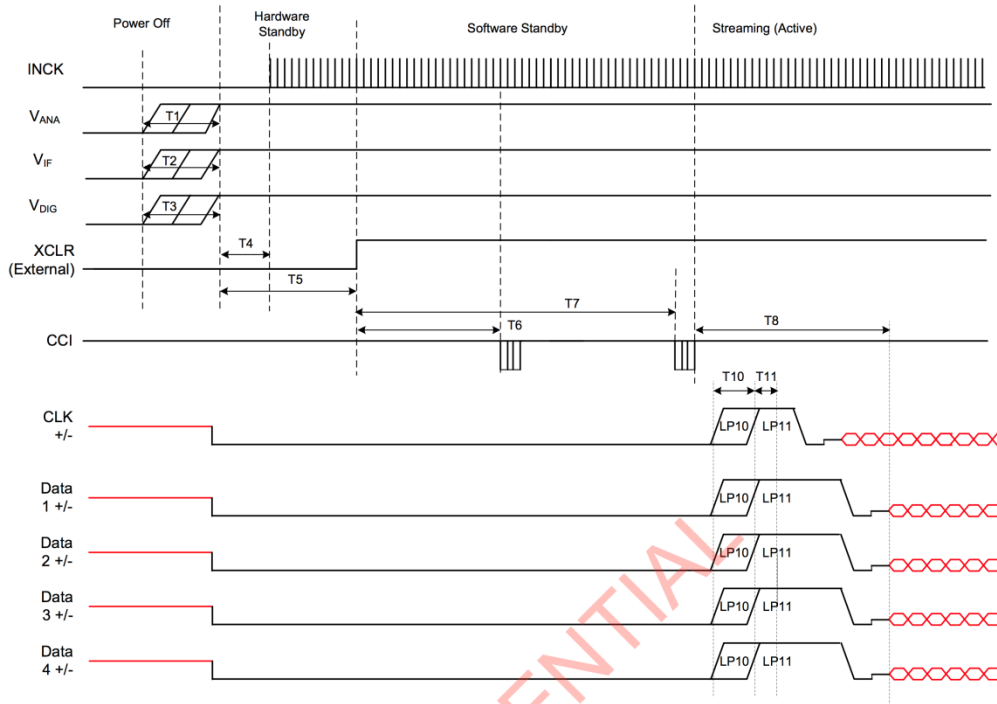 Power Off
Hardware
Standby
Software Standby
Streaming (Active)
INCK
VANA
T1
VIF
T2
VDIG
T3
XCLR
(External)
T4
T5
T7
T6
T8
CCI
T10
T11
CLK
+/-
LP10
LP11
Data
1 +/-
LP10
LP11
Data
2 +/-
LP10
LP11
Data
3 +/-
LP10
LP11
Data
4 +/-
LP10
LP11
ENTIAL